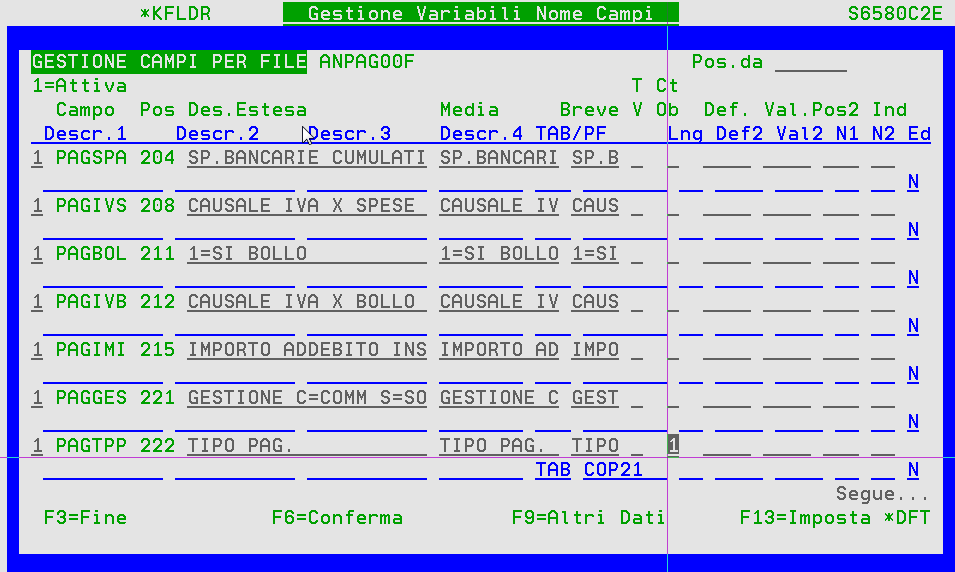 *KFLDR Gestione Variabili Nome Campi S6580C2E
GESTIONE CAMPI PER FILE ANPAG00F Pos.da
1=Attiva T Ct
Campo Pos Des.Estesa Media Breve V Ob Def. Val.Pos2 Ind
Descr.1 Descr.2 Descr.3 Descr.4 TAB/PF Lng Def2 Val2 N1 N2 Ed
1 PAGSPA 204 SP.BANCARIE CUMULATI SP.BANCARI SP.B
N
1 PAGIVS 208 CAUSALE IVA X SPESE CAUSALE IV CAUS
N
1 PAGBOL 211 1=SI BOLLO 1=SI BOLLO 1=SI
N
1 PAGIVB 212 CAUSALE IVA X BOLLO CAUSALE IV CAUS
N
1 PAGIMI 215 IMPORTO ADDEBITO INS IMPORTO AD IMPO
N
1 PAGGES 221 GESTIONE C=COMM S=SO GESTIONE C GEST
N
1 PAGTPP 222 TIPO PAG. TIPO PAG. TIPO 1
TAB COP21 N
Segue...
F3=Fine F6=Conferma F9=Altri Dati F13=Imposta *DFT